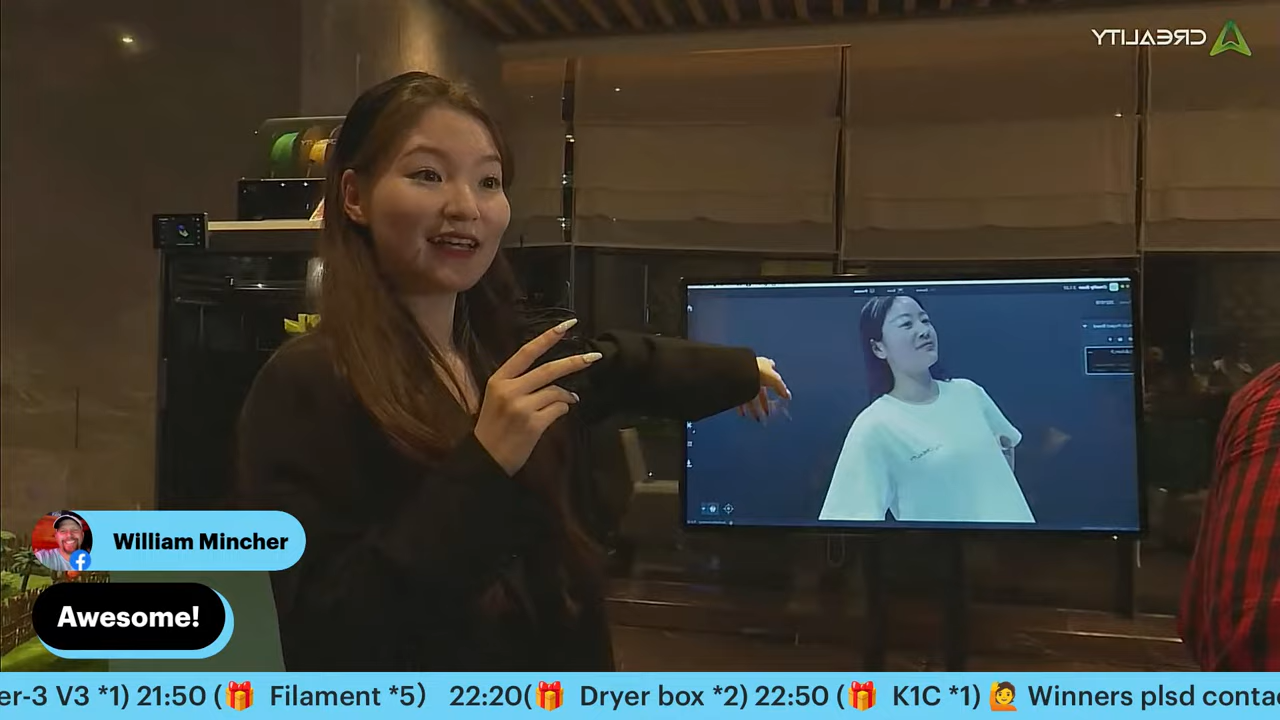 CREALITY
William Mincher
Awesome!
er-3 V3 *1) 21:50 (🎁 Filament *5) 22:20(🎁 Dryer box *2) 22:50 (🎁 K1C *1) 🙋 Winners plsd conta